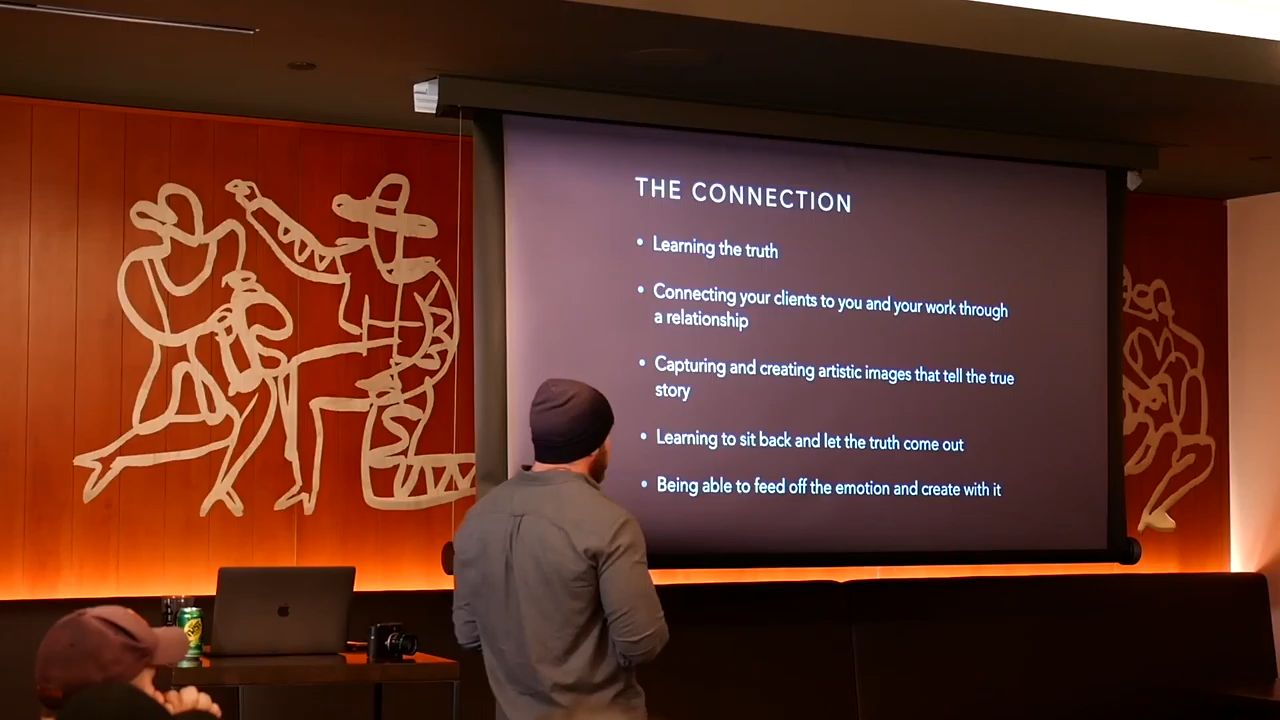 THE CONNECTION
• Learning the truth
• Connecting your clients to you and your work through
a relationship
• Capturing and creating artistic images that tell the true
story
• Learning to sit back and let the truth come out
• Being able to feed off the emotion and create with it